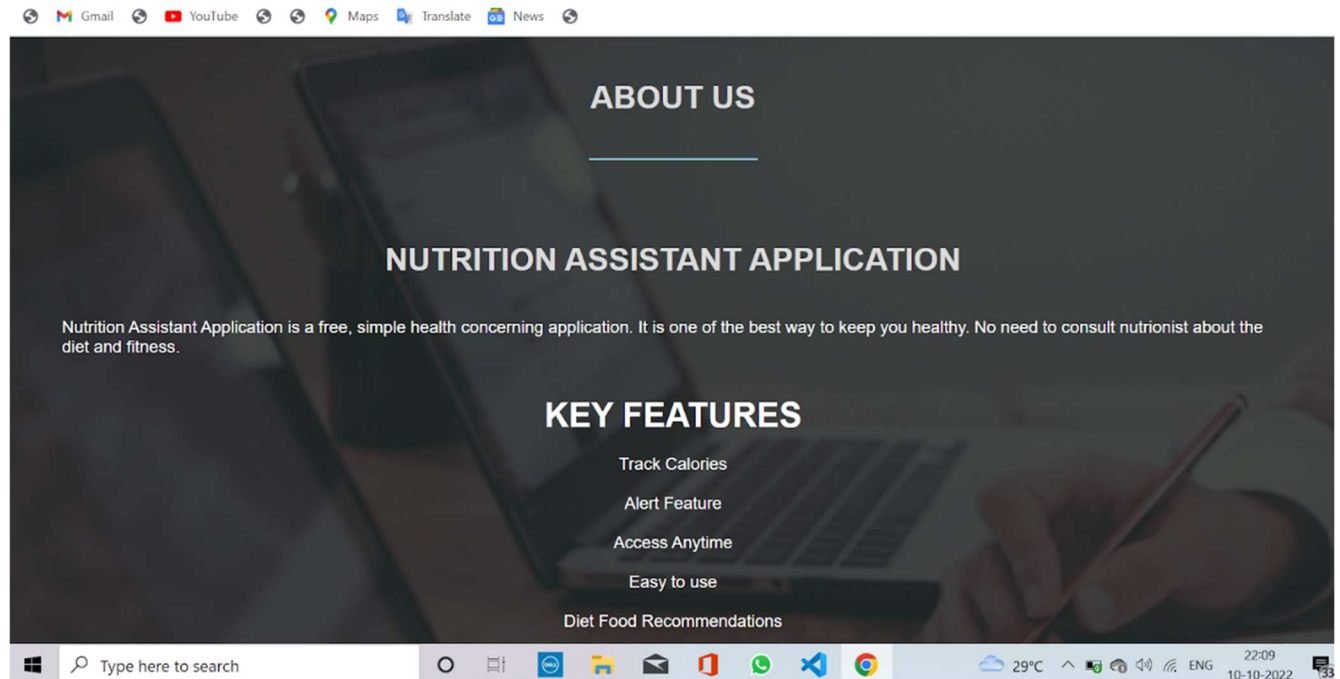 Gmail YouTube Maps Translate News
ABOUT US
NUTRITION ASSISTANT APPLICATION
Nutrition Assistant Application is a free, simple health concerning application. It is one of the best way to keep you healthy. No need to consult nutrionist about the
diet and fitness.
KEY FEATURES
Track Calories
Alert Feature
Access Anytime
Easy to use
Diet Food Recommendations
Type here to search DELL 29°C ENG 22:09
10-10-2022 33